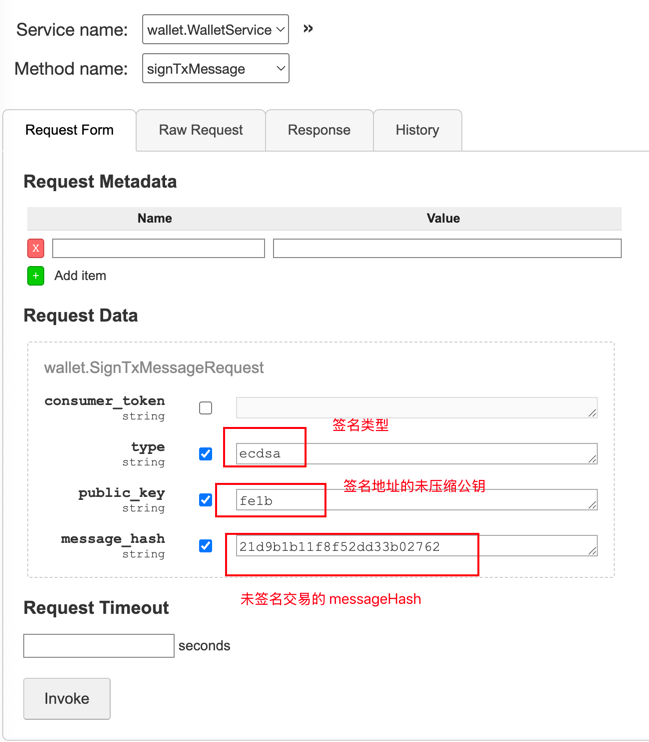 Service name: wallet.WalletService »
Method name: signTxMessage
Request Form Raw Request Response History
Request Metadata
Name Value
X
+ Add item
Request Data
wallet.SignTxMessageRequest
consumer_token
string
签名类型
type ecdsa
string
签名地址的未压缩公钥
public_key fe1b
string
message_hash 21d9b1b11f8f52dd33b02762
string
未签名交易的 messageHash
Request Timeout
seconds
Invoke